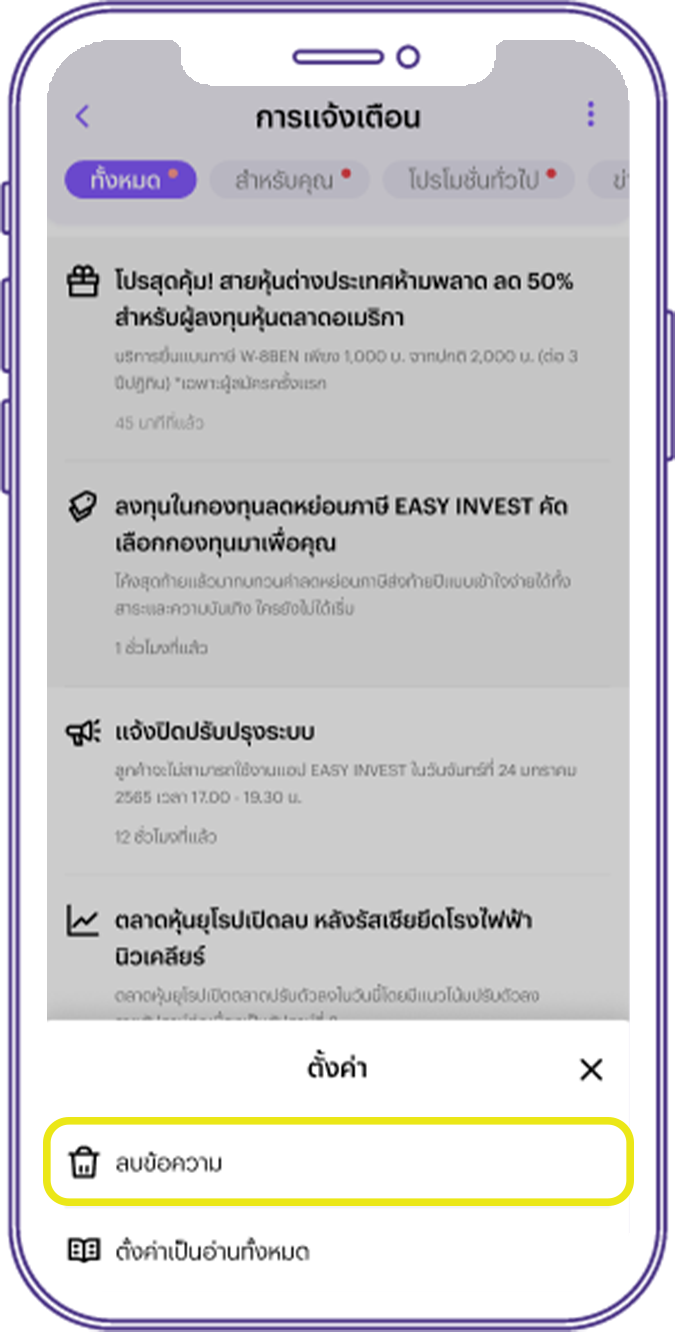 การแจ้งเตือน
ทั้งหมด
สำหรับคุณ
โปรโมชั่นทั่วไป
โปรสุดคุ้ม! สายหุ้นต่างประเทศห้ามพลาด ลด 50%
สำหรับผู้ลงทุนหุ้นตลาดอเมริกา
บริการยื่นแบบภาษี W-8BEN เพียง 1,000 บ. จากปกติ 2,000 บ. (ต่อ 3
ปีปฏิทิน) *เฉพาะผู้สมัครครั้งแรก
45 นาทีที่แล้ว
ลงทุนในกองทุนลดหย่อนภาษี EASY INVEST คัด
เลือกกองทุนมาเพื่อคุณ
โค้งสุดท้ายแล้วมาทบทวนค่าลดหย่อนภาษีส่งท้ายปีแบบเข้าใจง่ายได้ทั้ง
สาระและความบันเทิง ใครยังไม่ได้เริ่ม
1 ชั่วโมงที่แล้ว
แจ้งปิดปรับปรุงระบบ
ลูกค้าจะไม่สามารถใช้งานแอป EASY INVEST ในวันจันทร์ที่ 24 มกราคม
2565 เวลา 17.00 - 19.30 น.
12 ชั่วโมงที่แล้ว
ตลาดหุ้นยุโรปเปิดลบ หลังรัสเซียยึดโรงไฟฟ้า
นิวเคลียร์
ตลาดหุ้นยุโรปเปิดตลาดปรับตัวลงในวันนี้โดยมีแนวโน้มปรับตัวลง
ตั้งค่า
ลบข้อความ
ตั้งค่าเป็นอ่านทั้งหมด